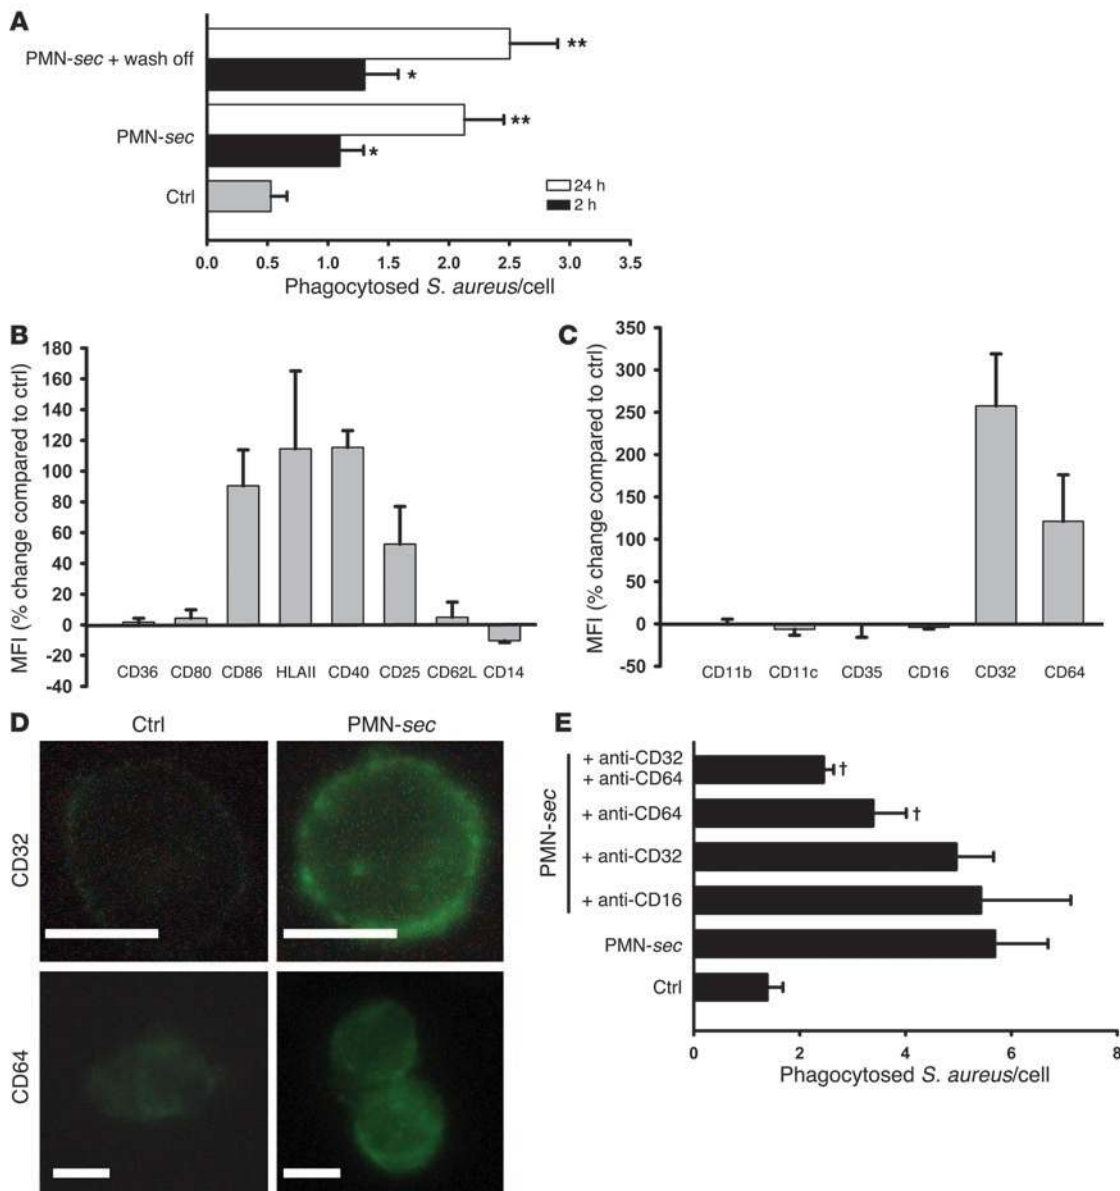 A
PMN-sec + wash off
**
*
PMN-sec
**
*
Ctrl
24 h
2 h
0.0 0.5 1.0 1.5 2.0 2.5 3.0 3.5
Phagocytosed S. aureus/cell
B
MFI (% change compared to ctrl)
180
160
140
120
100
80
60
40
20
0
-20
-40
CD36 CD80 CD86 HLAII CD40 CD25 CD62L CD14
C
MFI (% change compared to ctrl)
350
300
250
200
150
100
50
0
-50
CD11b CD11c CD35 CD16 CD32 CD64
D
Ctrl PMN-sec
CD32
CD64
E
PMN-sec
+ anti-CD32
+ anti-CD64
†
+ anti-CD64
†
+ anti-CD32
+ anti-CD16
PMN-sec
Ctrl
0 2 4 6 8
Phagocytosed S. aureus/cell